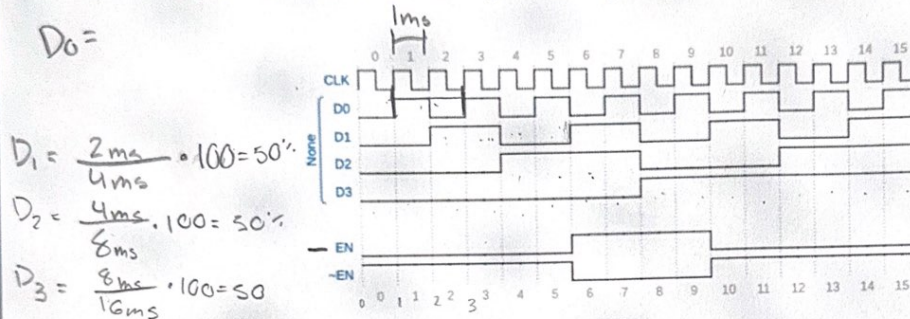 1ms
D₀=
0 1 2 3 4 5 6 7 8 9 10 11 12 13 14 15
CLK
D0
D₁ = 2ms/4ms · 100 = 50%
D1
None
D2
D₂ = 4ms/8ms · 100 = 50%
D3
EN
D₃ = 8ms/16ms · 100 = 50
~EN
0 0 1 1 2 2 3 3 4 5 6 7 8 9 10 11 12 13 14 15